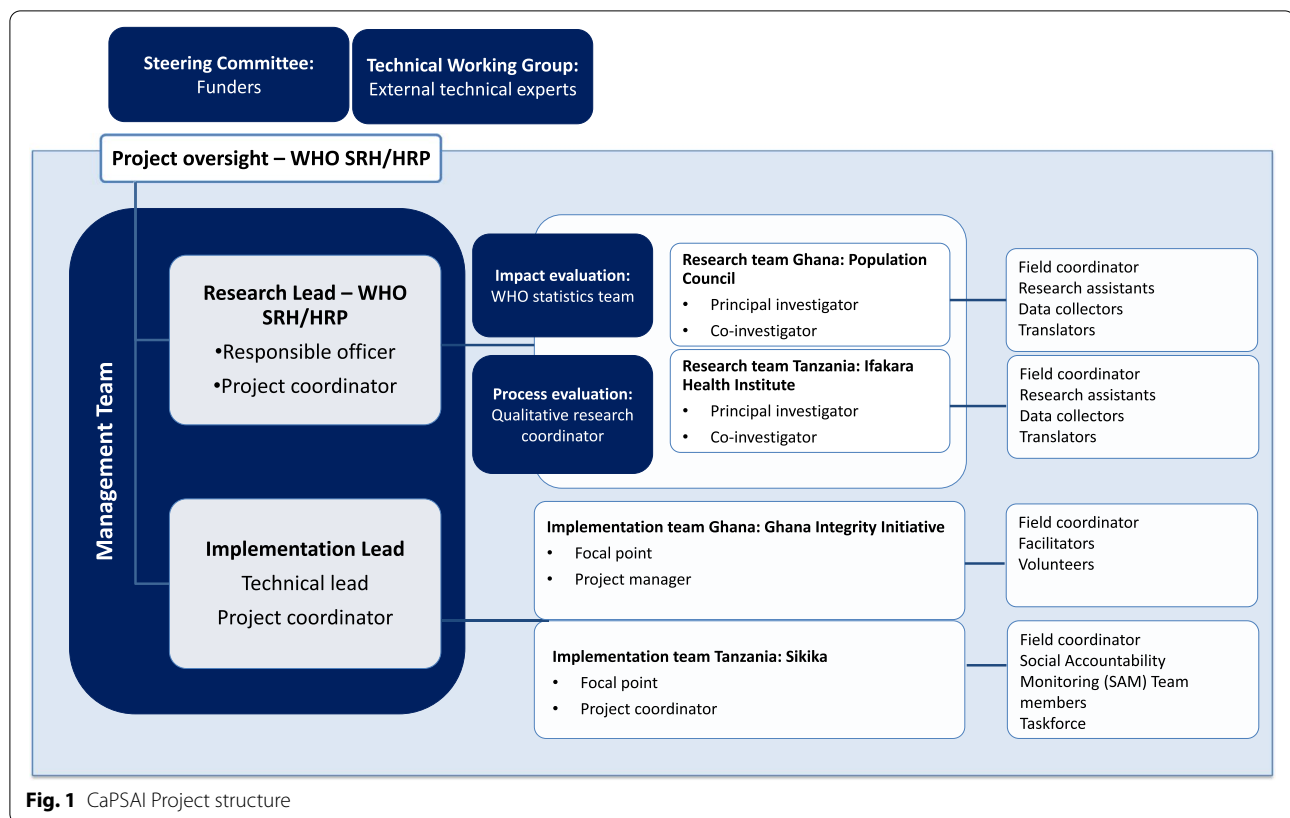 Steering Committee:
Funders
Technical Working Group:
External technical experts
Project oversight – WHO SRH/HRP
Management Team
Research Lead – WHO
SRH/HRP
•Responsible officer
•Project coordinator
Implementation Lead
Technical lead
Project coordinator
Impact evaluation:
WHO statistics team
Process evaluation:
Qualitative research
coordinator
Research team Ghana: Population
Council
• Principal investigator
• Co-investigator
Research team Tanzania: Ifakara
Health Institute
• Principal investigator
• Co-investigator
Field coordinator
Research assistants
Data collectors
Translators
Field coordinator
Research assistants
Data collectors
Translators
Implementation team Ghana: Ghana Integrity Initiative
• Focal point
• Project manager
Field coordinator
Facilitators
Volunteers
Implementation team Tanzania: Sikika
• Focal point
• Project coordinator
Field coordinator
Social Accountability
Monitoring (SAM) Team
members
Taskforce
Fig. 1 CaPSAI Project structure